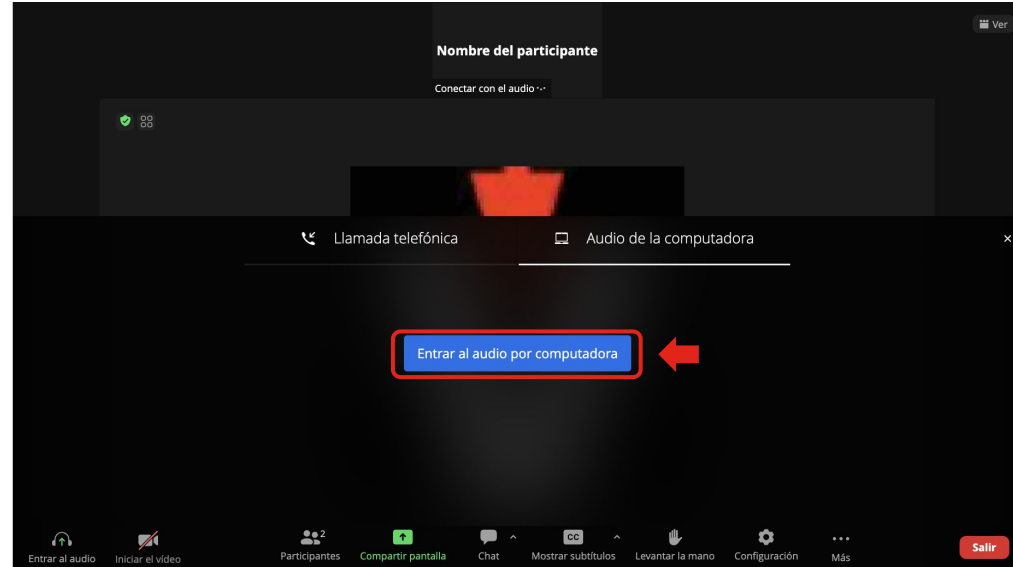 Ver
Nombre del participante
Conectar con el audio
Llamada telefónica
Audio de la computadora
Entrar al audio por computadora
2
CC
Entrar al audio
Iniciar el vídeo
Participantes
Compartir pantalla
Chat
Mostrar subtítulos
Levantar la mano
Configuración
Más
Salir